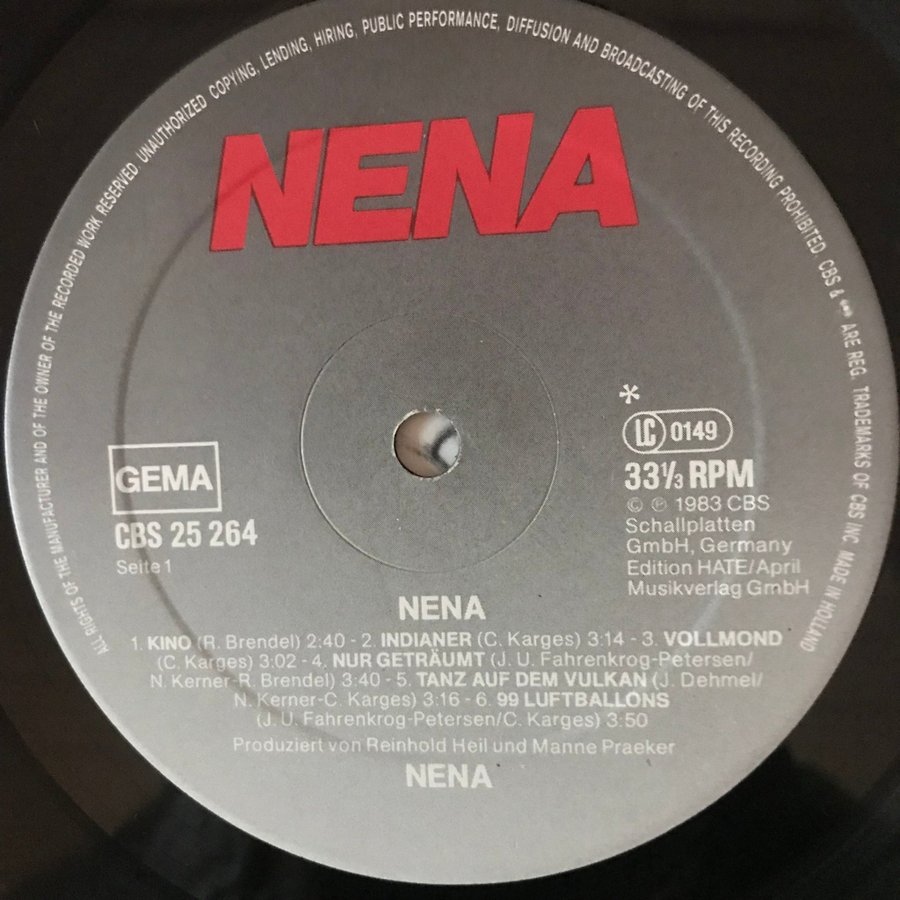 ALL RIGHTS OF THE MANUFACTURER AND OF THE OWNER OF THE RECORDED WORK RESERVED. UNAUTHORIZED COPYING, LENDING, HIRING, PUBLIC PERFORMANCE, DIFFUSION AND BROADCASTING OF THIS RECORDING PROHIBITED. CBS & ARE REG. TRADEMARKS OF CBS INC. MADE IN HOLLAND
NENA
GEMA
CBS 25 264
Seite 1
*
LC 0149
33⅓ RPM
© ℗ 1983 CBS
Schallplatten
GmbH, Germany
Edition HATE/April
Musikverlag GmbH
NENA
1. KINO (R. Brendel) 2:40 - 2. INDIANER (C. Karges) 3:14 - 3. VOLLMOND
(C. Karges) 3:02 - 4. NUR GETRÄUMT (J. U. Fahrenkrog-Petersen/
N. Kerner-R. Brendel) 3:40 - 5. TANZ AUF DEM VULKAN (J. Dehmel/
N. Kerner-C. Karges) 3:16 - 6. 99 LUFTBALLONS
(J. U. Fahrenkrog-Petersen/C. Karges) 3:50
Produziert von Reinhold Heil und Manne Praeker
NENA